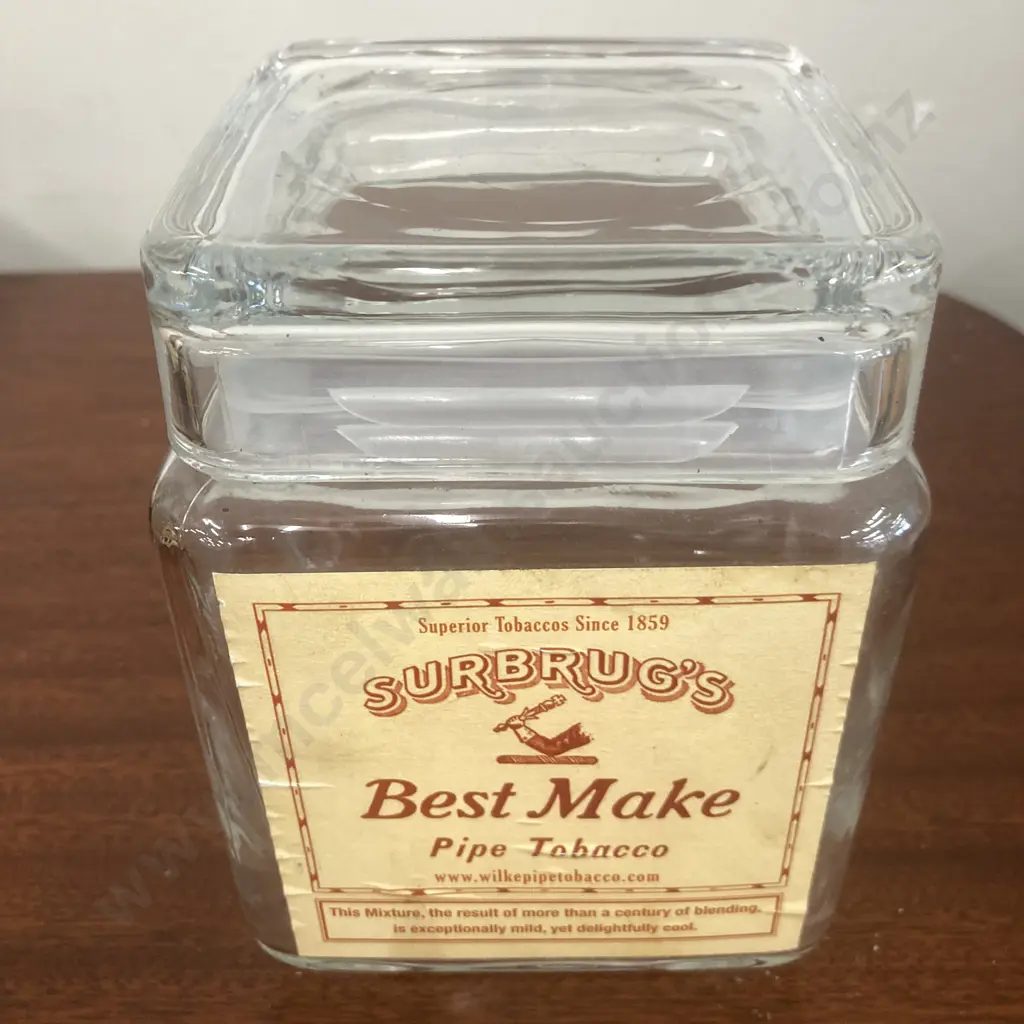 Superior Tobaccos Since 1859
SURBRUG'S
Best Make
Pipe Tobacco
www.wilkepipetobacco.com
This Mixture, the result of more than a century of blending,
is exceptionally mild, yet delightfully cool.